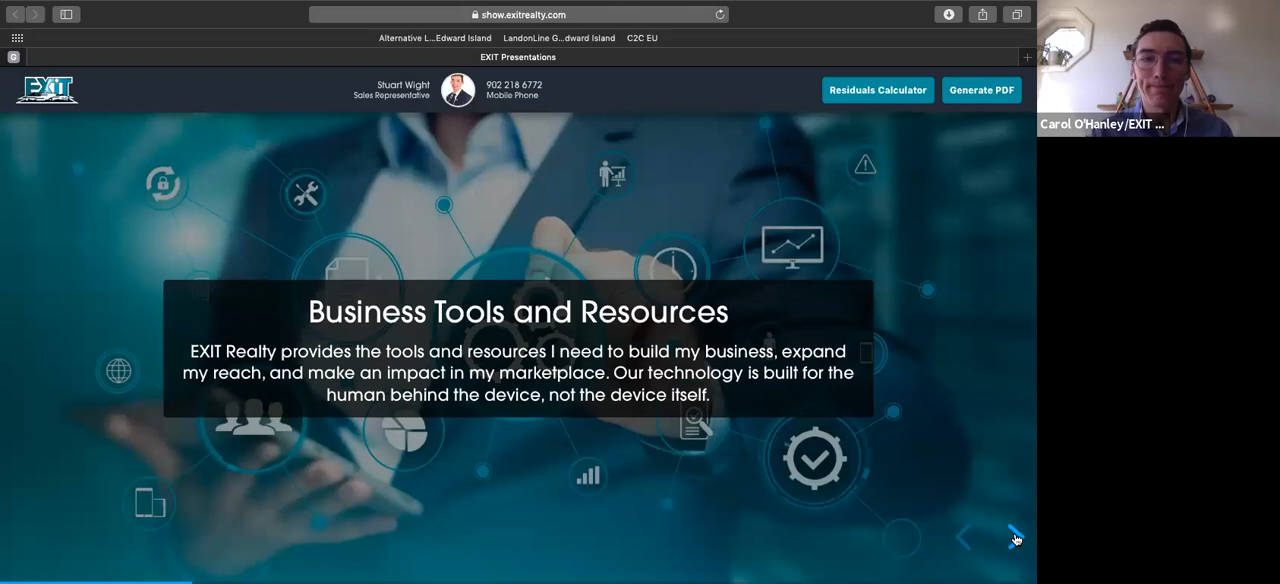 show.exitrealty.com
Alternative L...Edward Island LandonLine G...dward Island C2C EU
G EXIT Presentations
EXIT
Stuart Wight
Sales Representative
902 218 6772
Mobile Phone
Residuals Calculator Generate PDF
Carol O'Hanley/EXIT ...
Business Tools and Resources
EXIT Realty provides the tools and resources I need to build my business, expand
my reach, and make an impact in my marketplace. Our technology is built for the
human behind the device, not the device itself.